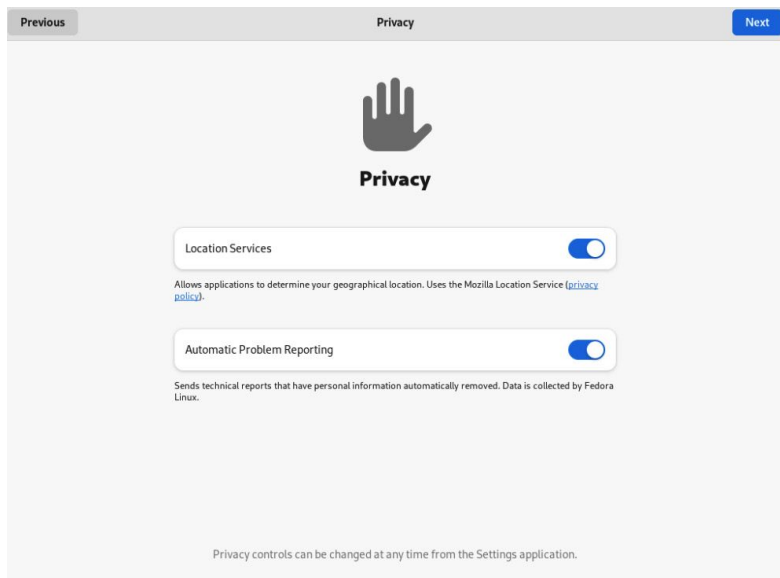 Previous
Privacy
Next
Privacy
Location Services
Allows applications to determine your geographical location. Uses the Mozilla Location Service (privacy
policy).
Automatic Problem Reporting
Sends technical reports that have personal information automatically removed. Data is collected by Fedora
Linux.
Privacy controls can be changed at any time from the Settings application.